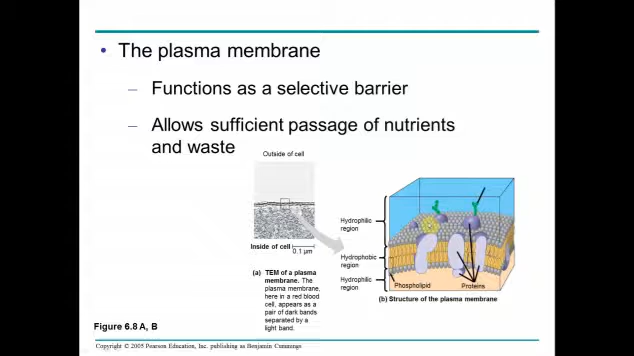 • The plasma membrane
– Functions as a selective barrier
– Allows sufficient passage of nutrients
and waste
Outside of cell
Inside of cell
0.1 µm
(a) TEM of a plasma
membrane. The
plasma membrane,
here in a red blood
cell, appears as a
pair of dark bands
separated by a
light band.
Hydrophilic
region
Hydrophobic
region
Hydrophilic
region
Phospholipid
Proteins
(b) Structure of the plasma membrane
Figure 6.8 A, B
Copyright © 2005 Pearson Education, Inc. publishing as Benjamin Cummings